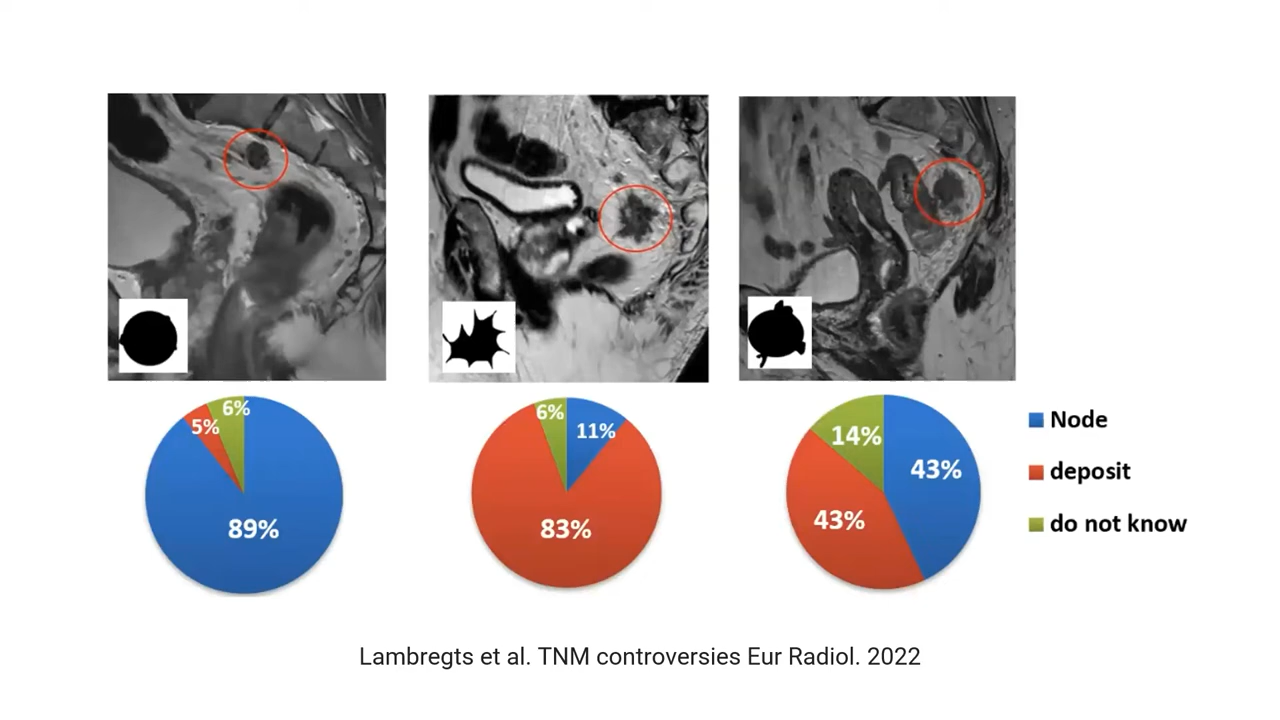 6%
5%
89%
6%
11%
83%
14%
43%
43%
Node
deposit
do not know
Lambregts et al. TNM controversies Eur Radiol. 2022